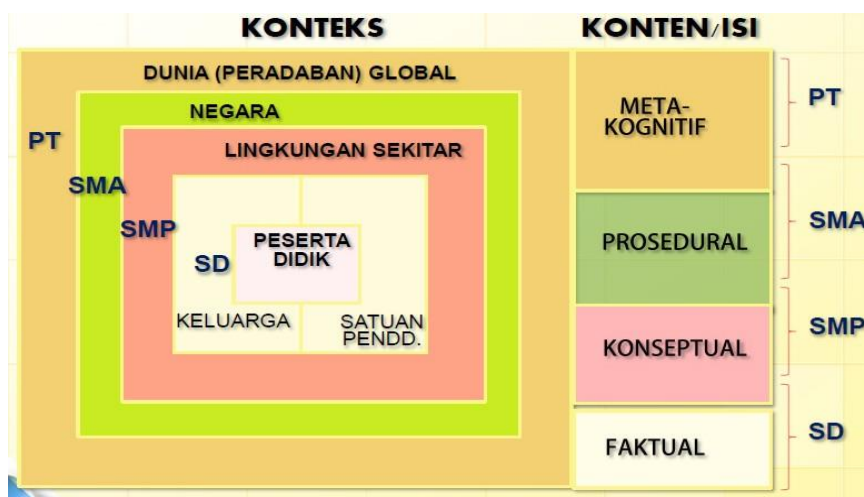 KONTEKS
KONTEN/ISI
DUNIA (PERADABAN) GLOBAL
NEGARA
LINGKUNGAN SEKITAR
PT
SMA
SMP
SD
PESERTA
DIDIK
KELUARGA
SATUAN
PENDD.
META-
KOGNITIF
PROSEDURAL
KONSEPTUAL
FAKTUAL
PT
SMA
SMP
SD